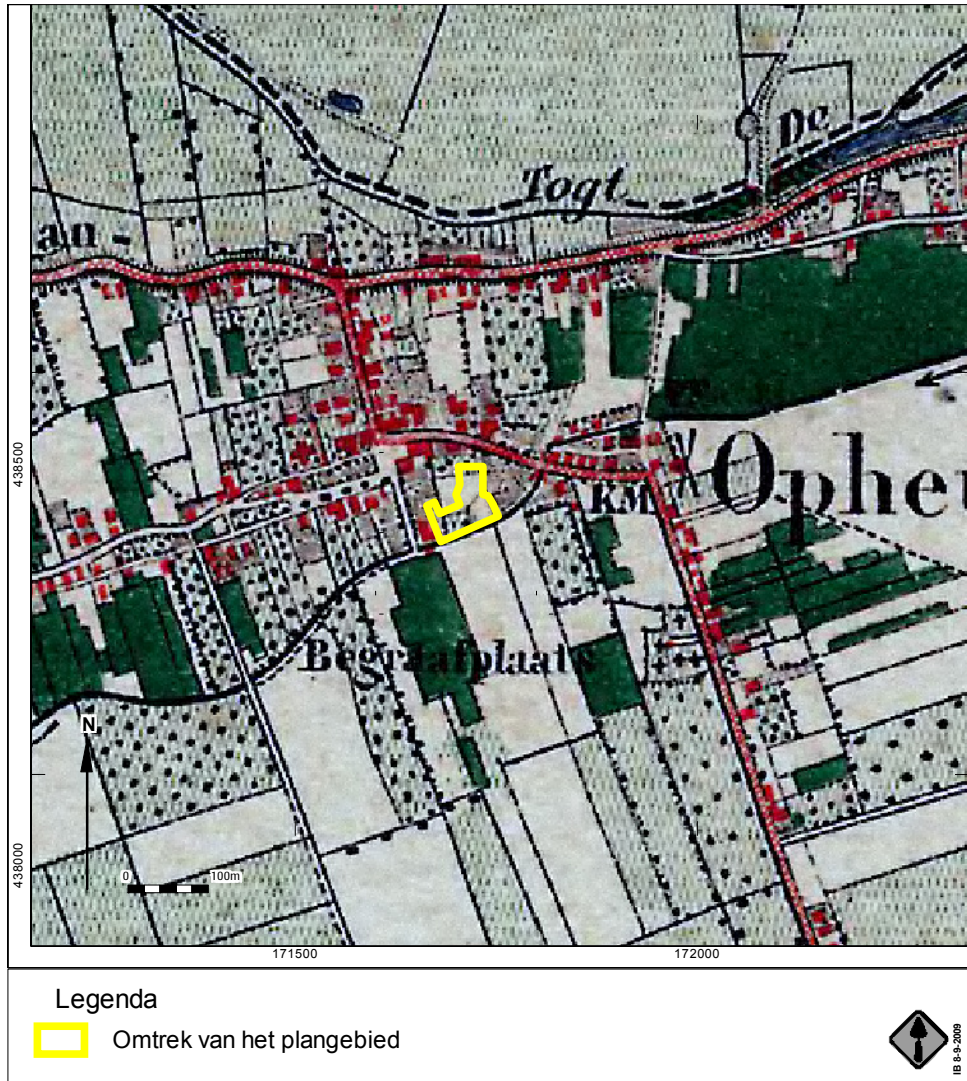 De
Togt
an-
438500
Opheu
KM
Begraafplaats
N
438000
0 100m
171500 172000
Legenda
Omtrek van het plangebied
IB 8-9-2009